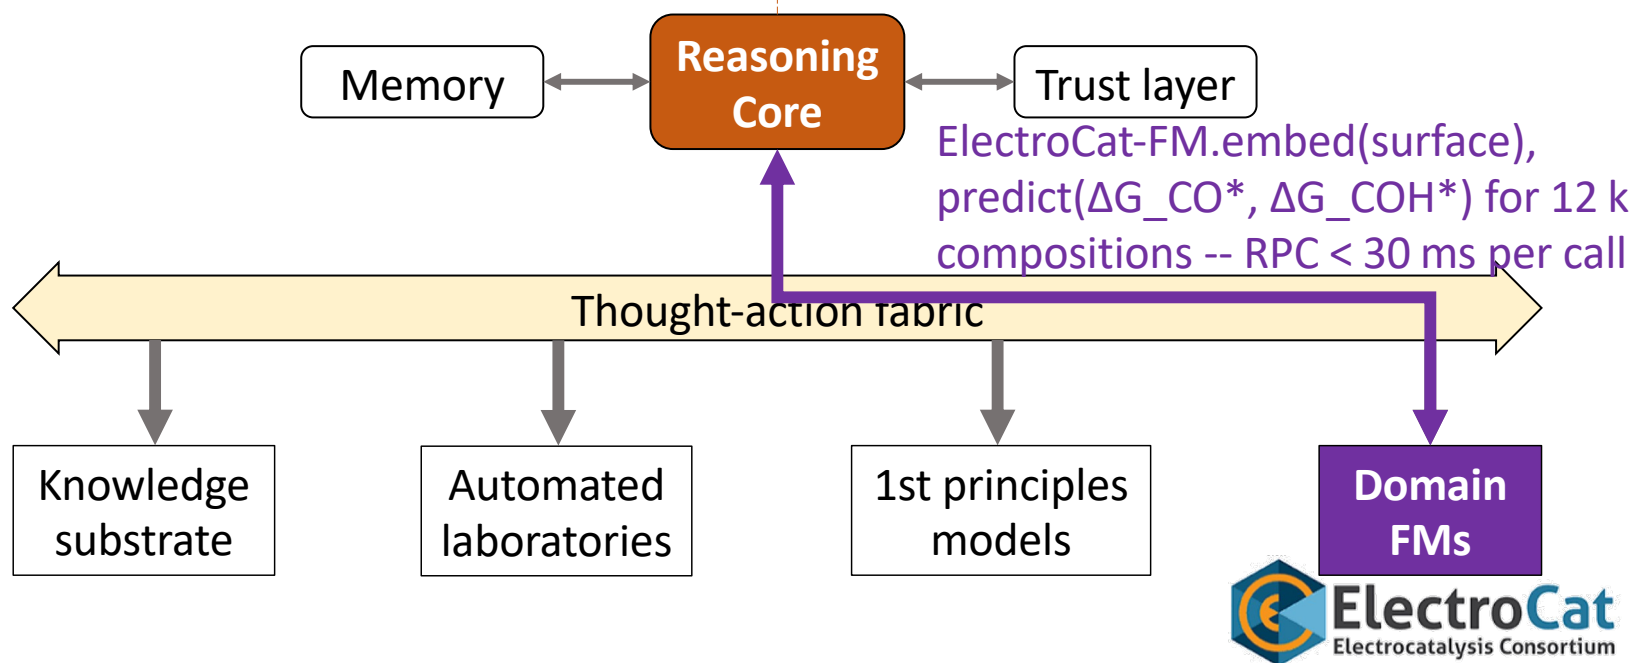 Reasoning
Core
Memory
Trust layer
ElectroCat-FM.embed(surface),
predict(ΔG_CO*, ΔG_COH*) for 12 k
compositions -- RPC < 30 ms per call
Thought-action fabric
Knowledge
substrate
Automated
laboratories
1st principles
models
Domain
FMs
ElectroCat
Electrocatalysis Consortium